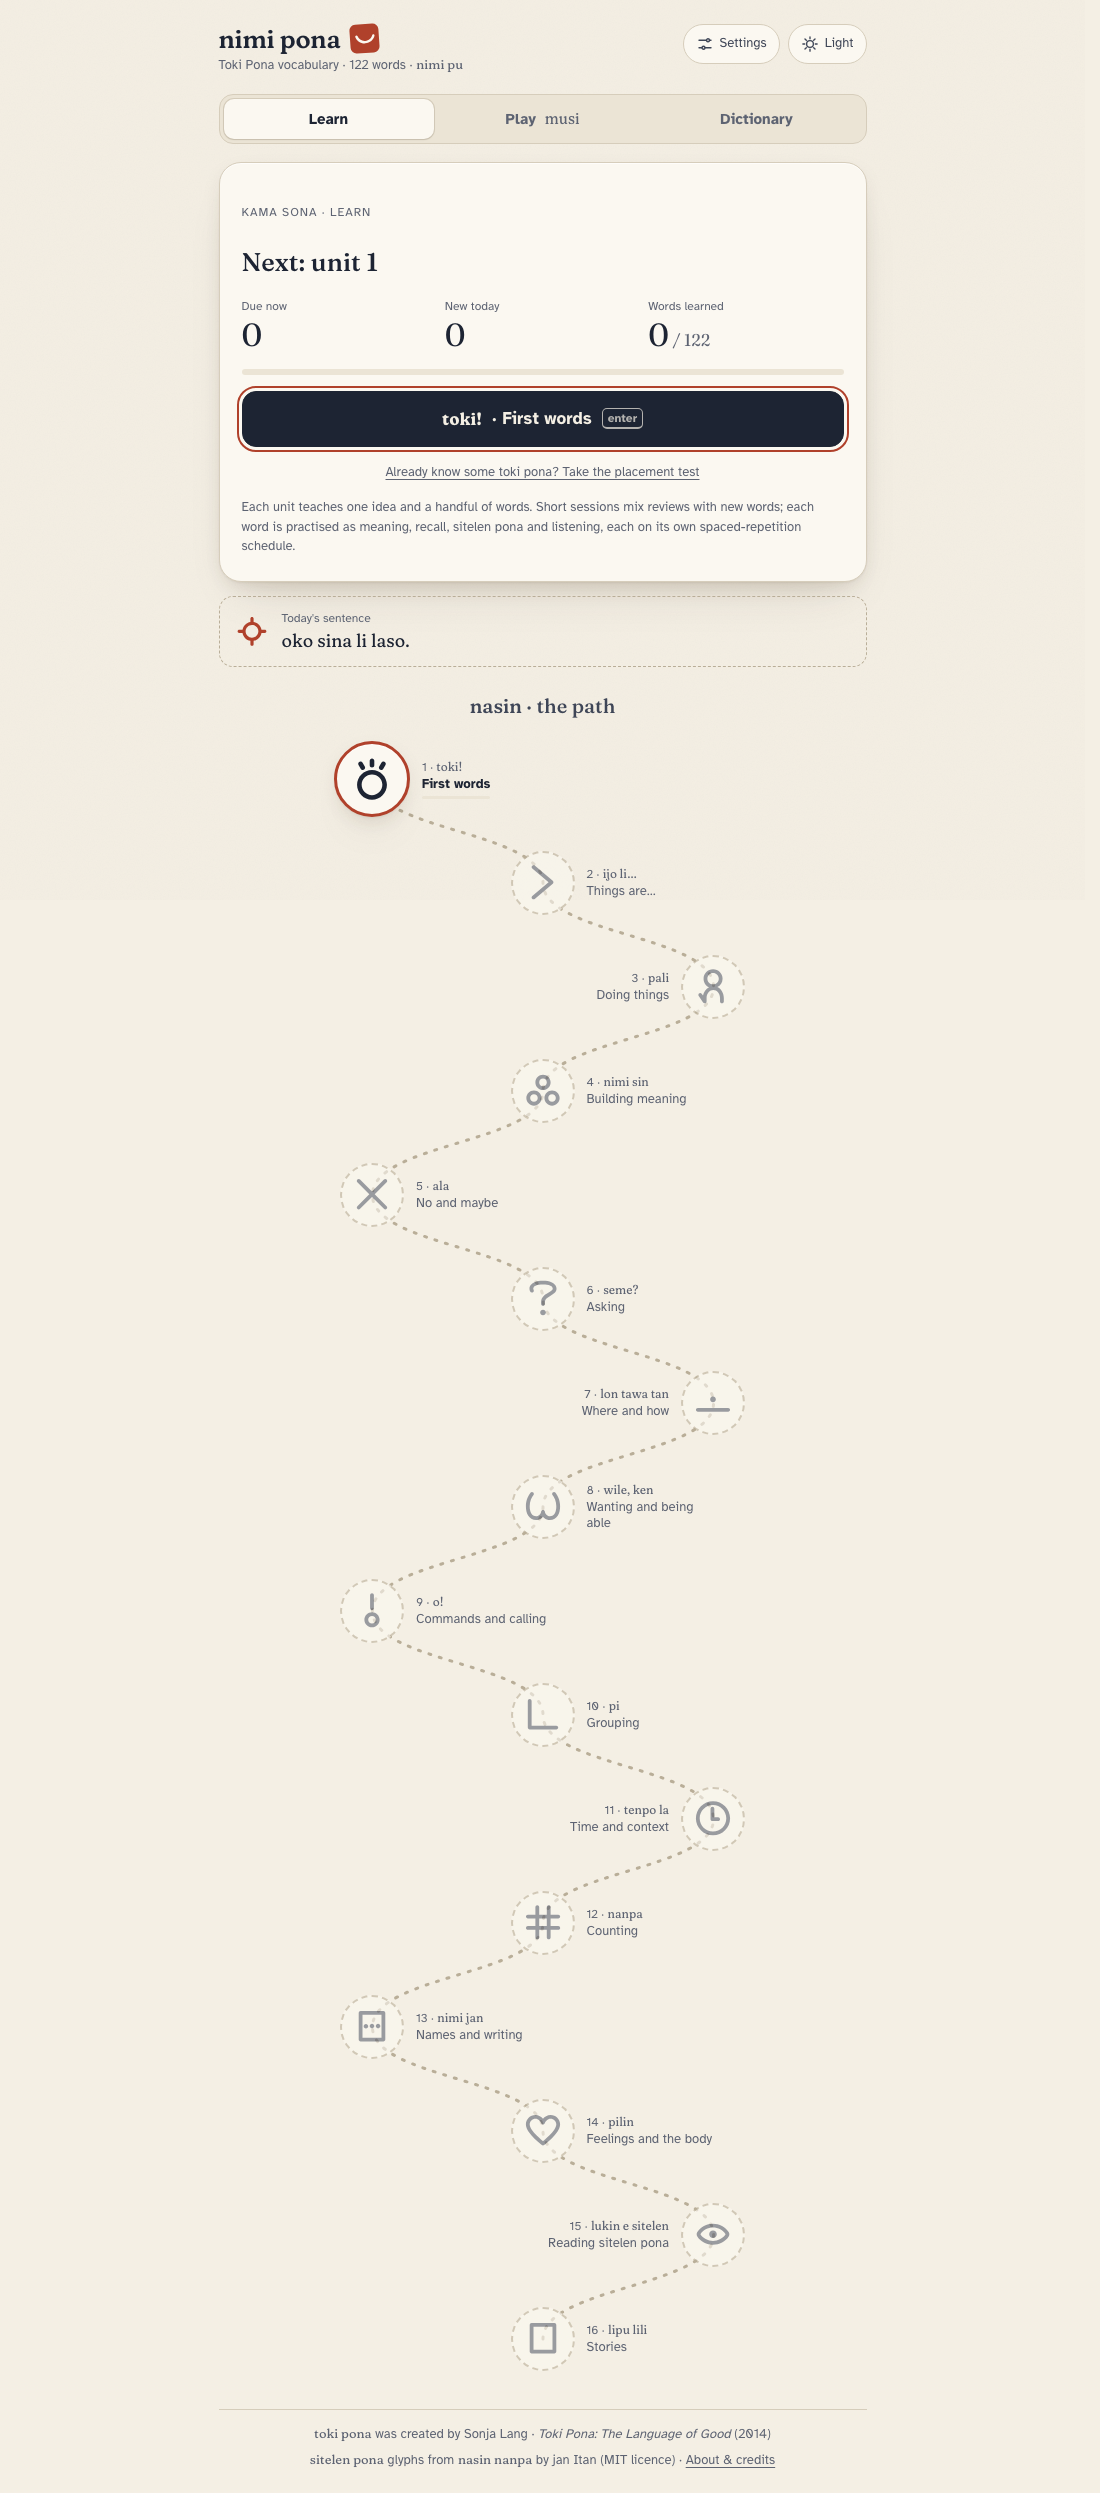 nimi pona
Toki Pona vocabulary · 122 words · nimi pu
Settings
Light
Learn
Play musi
Dictionary
KAMA SONA · LEARN
Next: unit 1
Due now
0
New today
0
Words learned
0 / 122
toki! · First words enter
Already know some toki pona? Take the placement test
Each unit teaches one idea and a handful of words. Short sessions mix reviews with new words; each
word is practised as meaning, recall, sitelen pona and listening, each on its own spaced-repetition
schedule.
Today's sentence
oko sina li laso.
nasin · the path
1 · toki!
First words
2 · ijo li...
Things are...
3 · pali
Doing things
4 · nimi sin
Building meaning
5 · ala
No and maybe
6 · seme?
Asking
7 · lon tawa tan
Where and how
8 · wile, ken
Wanting and being
able
9 · o!
Commands and calling
10 · pi
Grouping
11 · tenpo la
Time and context
12 · nanpa
Counting
13 · nimi jan
Names and writing
14 · pilin
Feelings and the body
15 · lukin e sitelen
Reading sitelen pona
16 · lipu lili
Stories
toki pona was created by Sonja Lang · Toki Pona: The Language of Good (2014)
sitelen pona glyphs from nasin nanpa by jan Itan (MIT licence) · About & credits